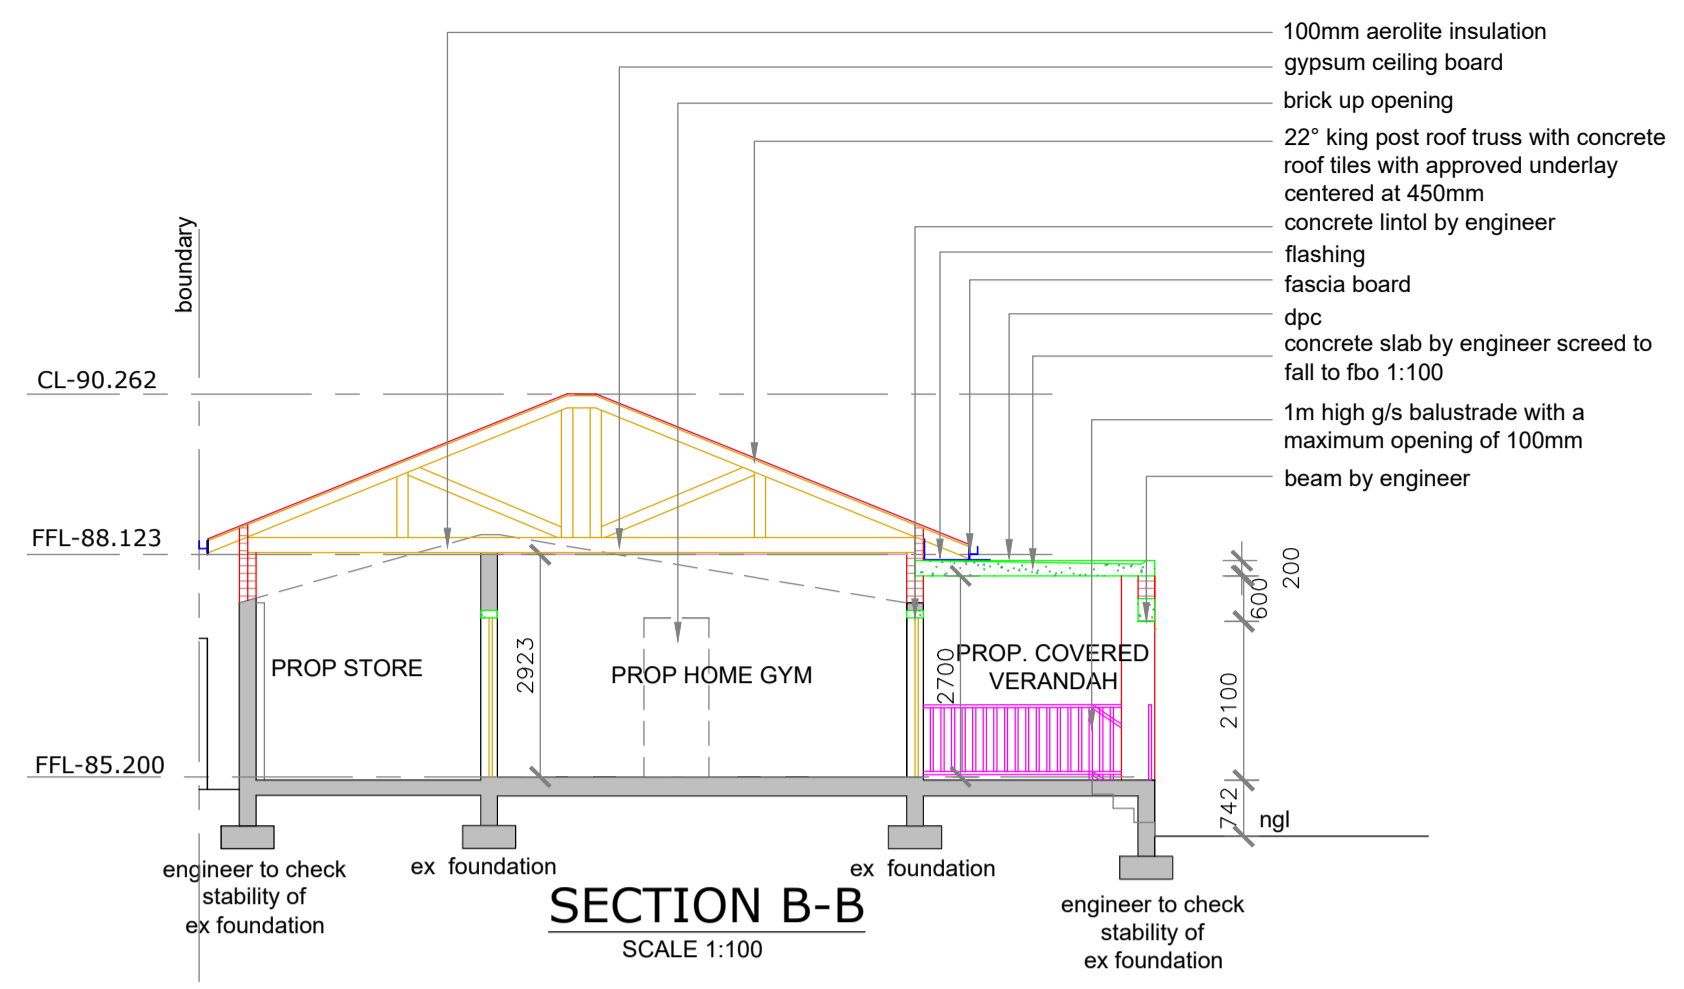 100mm aerolite insulation
gypsum ceiling board
brick up opening
22° king post roof truss with concrete
roof tiles with approved underlay
centered at 450mm
concrete lintol by engineer
flashing
fascia board
dpc
concrete slab by engineer screed to
fall to fbo 1:100
1m high g/s balustrade with a
maximum opening of 100mm
beam by engineer
boundary
CL-90.262
FFL-88.123
FFL-85.200
PROP STORE
2923
PROP HOME GYM
2700
PROP. COVERED
VERANDAH
200
600
2100
742
ngl
engineer to check
stability of
ex foundation
ex foundation
ex foundation
engineer to check
stability of
ex foundation
SECTION B-B
SCALE 1:100